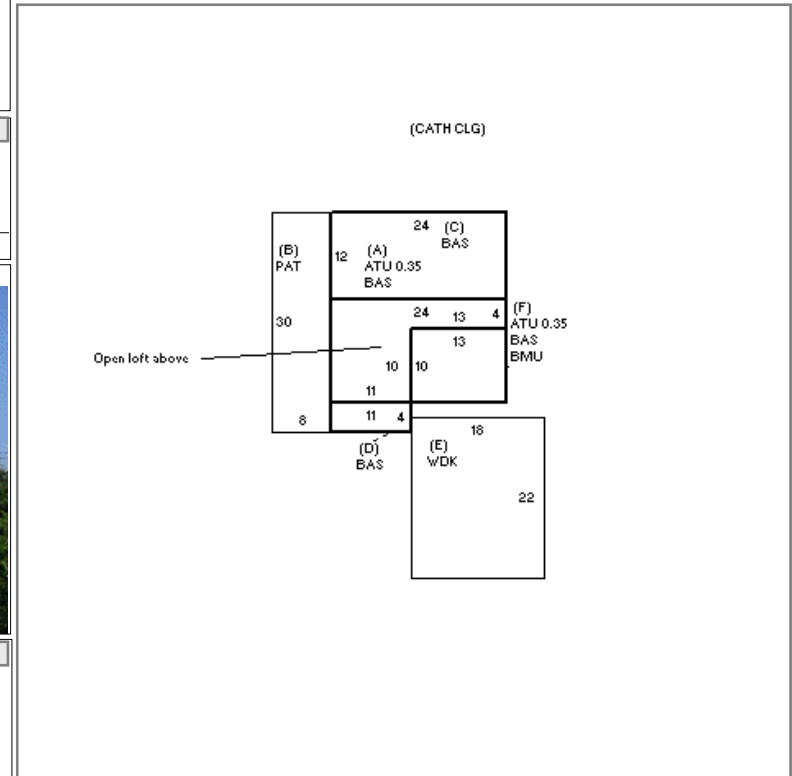 (CATH CLG)
24
(C)
BAS
(B)
PAT
12
(A)
ATU 0.35
BAS
30
24
13
4
(F)
ATU 0.35
BAS
BMU
13
Open loft above
10
10
11
8
11
4
(D)
BAS
18
(E)
WDK
22